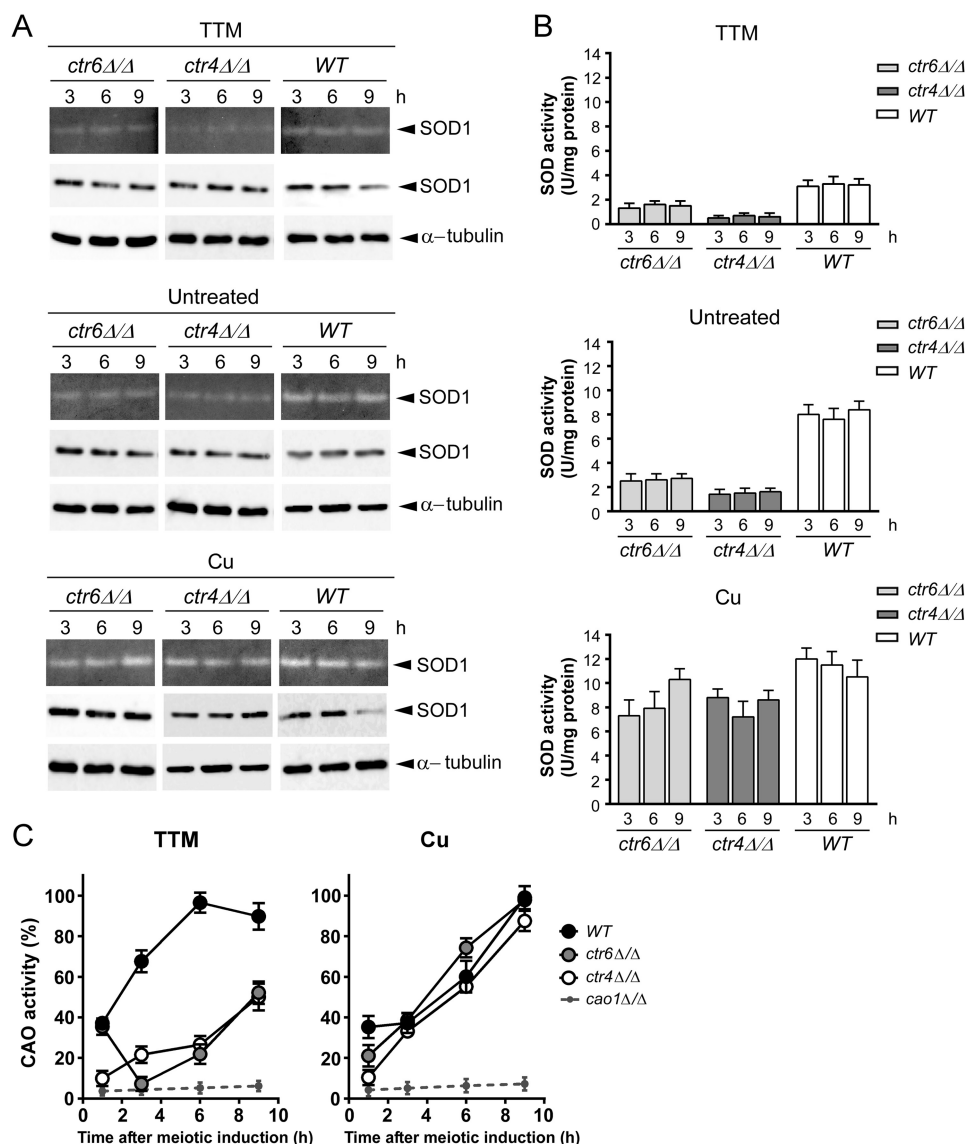 A
TTM
ctr6Δ/Δ ctr4Δ/Δ WT
3 6 9 3 6 9 3 6 9 h
SOD1
SOD1
α–tubulin
Untreated
ctr6Δ/Δ ctr4Δ/Δ WT
3 6 9 3 6 9 3 6 9 h
SOD1
SOD1
α–tubulin
Cu
ctr6Δ/Δ ctr4Δ/Δ WT
3 6 9 3 6 9 3 6 9 h
SOD1
SOD1
α–tubulin
B
TTM
ctr6Δ/Δ
ctr4Δ/Δ
WT
SOD activity
(U/mg protein)
14
12
10
8
6
4
2
0
3 6 9 3 6 9 3 6 9 h
ctr6Δ/Δ ctr4Δ/Δ WT
Untreated
ctr6Δ/Δ
ctr4Δ/Δ
WT
SOD activity
(U/mg protein)
14
12
10
8
6
4
2
0
3 6 9 3 6 9 3 6 9 h
ctr6Δ/Δ ctr4Δ/Δ WT
Cu
ctr6Δ/Δ
ctr4Δ/Δ
WT
SOD activity
(U/mg protein)
14
12
10
8
6
4
2
0
3 6 9 3 6 9 3 6 9 h
ctr6Δ/Δ ctr4Δ/Δ WT
C
TTM
CAO activity (%)
100
80
60
40
20
0
0 2 4 6 8 10
Time after meiotic induction (h)
Cu
100
80
60
40
20
0
0 2 4 6 8 10
Time after meiotic induction (h)
WT
ctr6Δ/Δ
ctr4Δ/Δ
cao1Δ/Δ